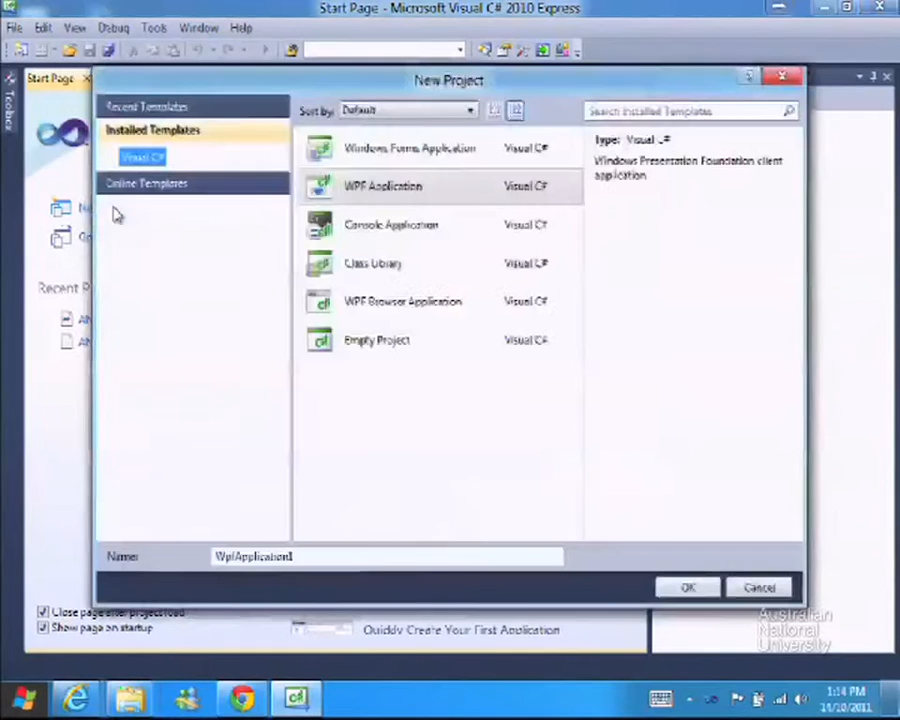 Start Page - Microsoft Visual C# 2010 Express
File Edit View Debug Tools Window Help
Toolbox
Start Page
New Project
Recent Templates
Installed Templates
Visual C#
Online Templates
Sort by: Default
Search Installed Templates
Windows Forms Application Visual C#
WPF Application Visual C#
Console Application Visual C#
Class Library Visual C#
WPF Browser Application Visual C#
Empty Project Visual C#
Type: Visual C#
Windows Presentation Foundation client
application
Recent P
Name: WpfApplication1
OK Cancel
Close page after project load
Show page on startup
Quickly Create Your First Application
Australian
National
University
1:14 PM
14/10/2011